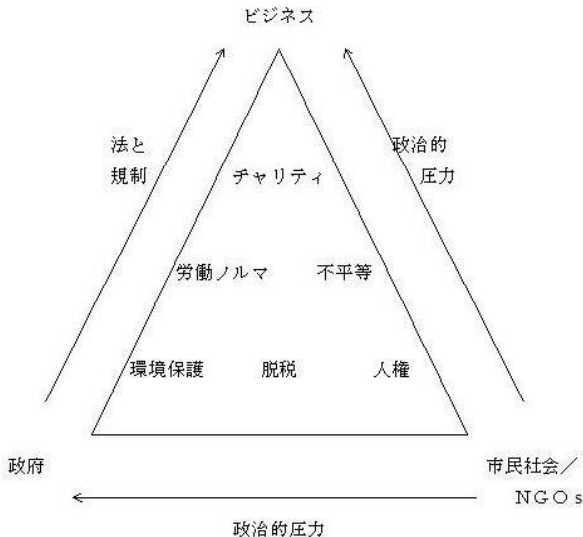 ビジネス
法と
規制
政治的
圧力
チャリティ
労働ノルマ
不平等
環境保護
脱税
人権
政府
市民社会／
ＮＧＯｓ
政治的圧力